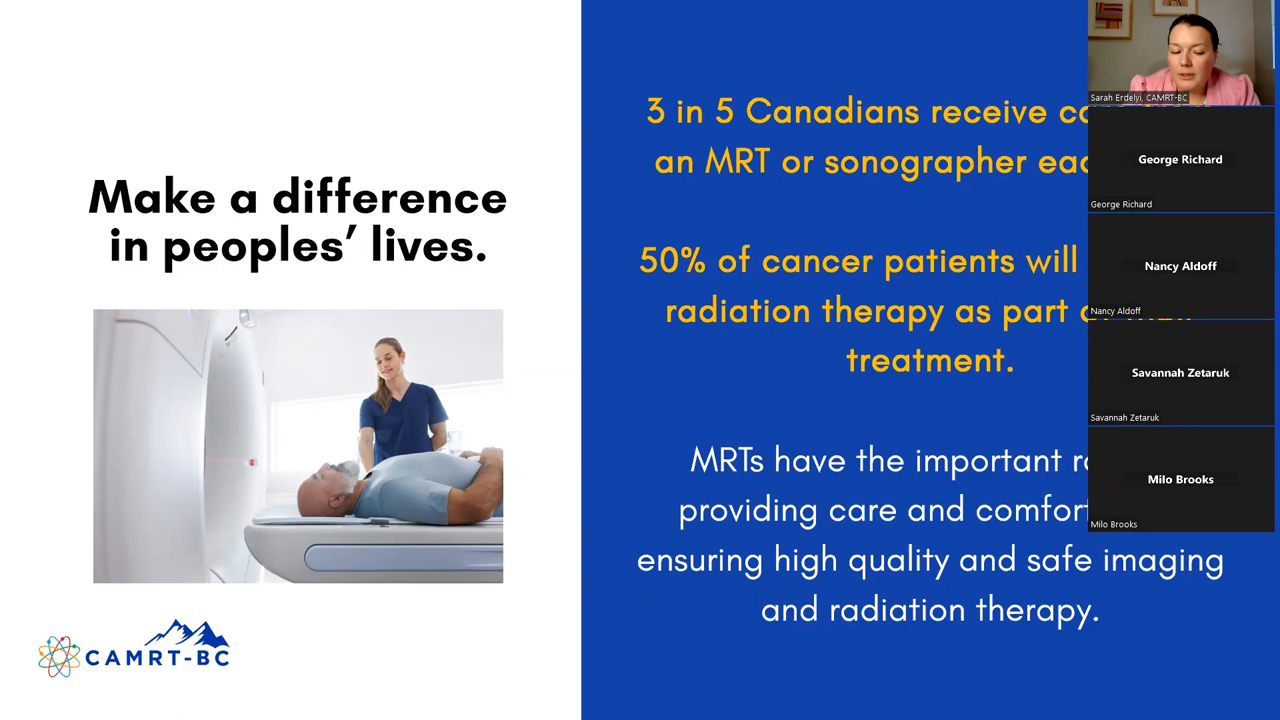 Make a difference
in peoples’ lives.
CAMRT-BC
3 in 5 Canadians receive
an MRT or sonographer
50% of cancer patients will
radiation therapy as part
treatment.
MRTs have the important
providing care and comfort
ensuring high quality and safe imaging
and radiation therapy.
Sarah Erdelyi, CAMRT-BC
George Richard
George Richard
Nancy Aldoff
Nancy Aldoff
Savannah Zetaruk
Savannah Zetaruk
Milo Brooks
Milo Brooks